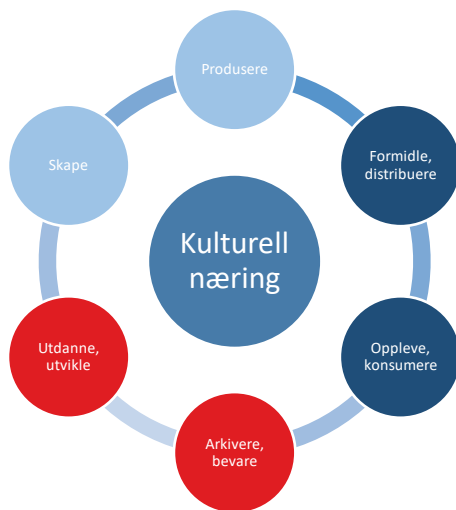 Produsere
Skape
Formidle,
distribuere
Kulturell
næring
Utdanne,
utvikle
Oppleve,
konsumere
Arkivere,
bevare